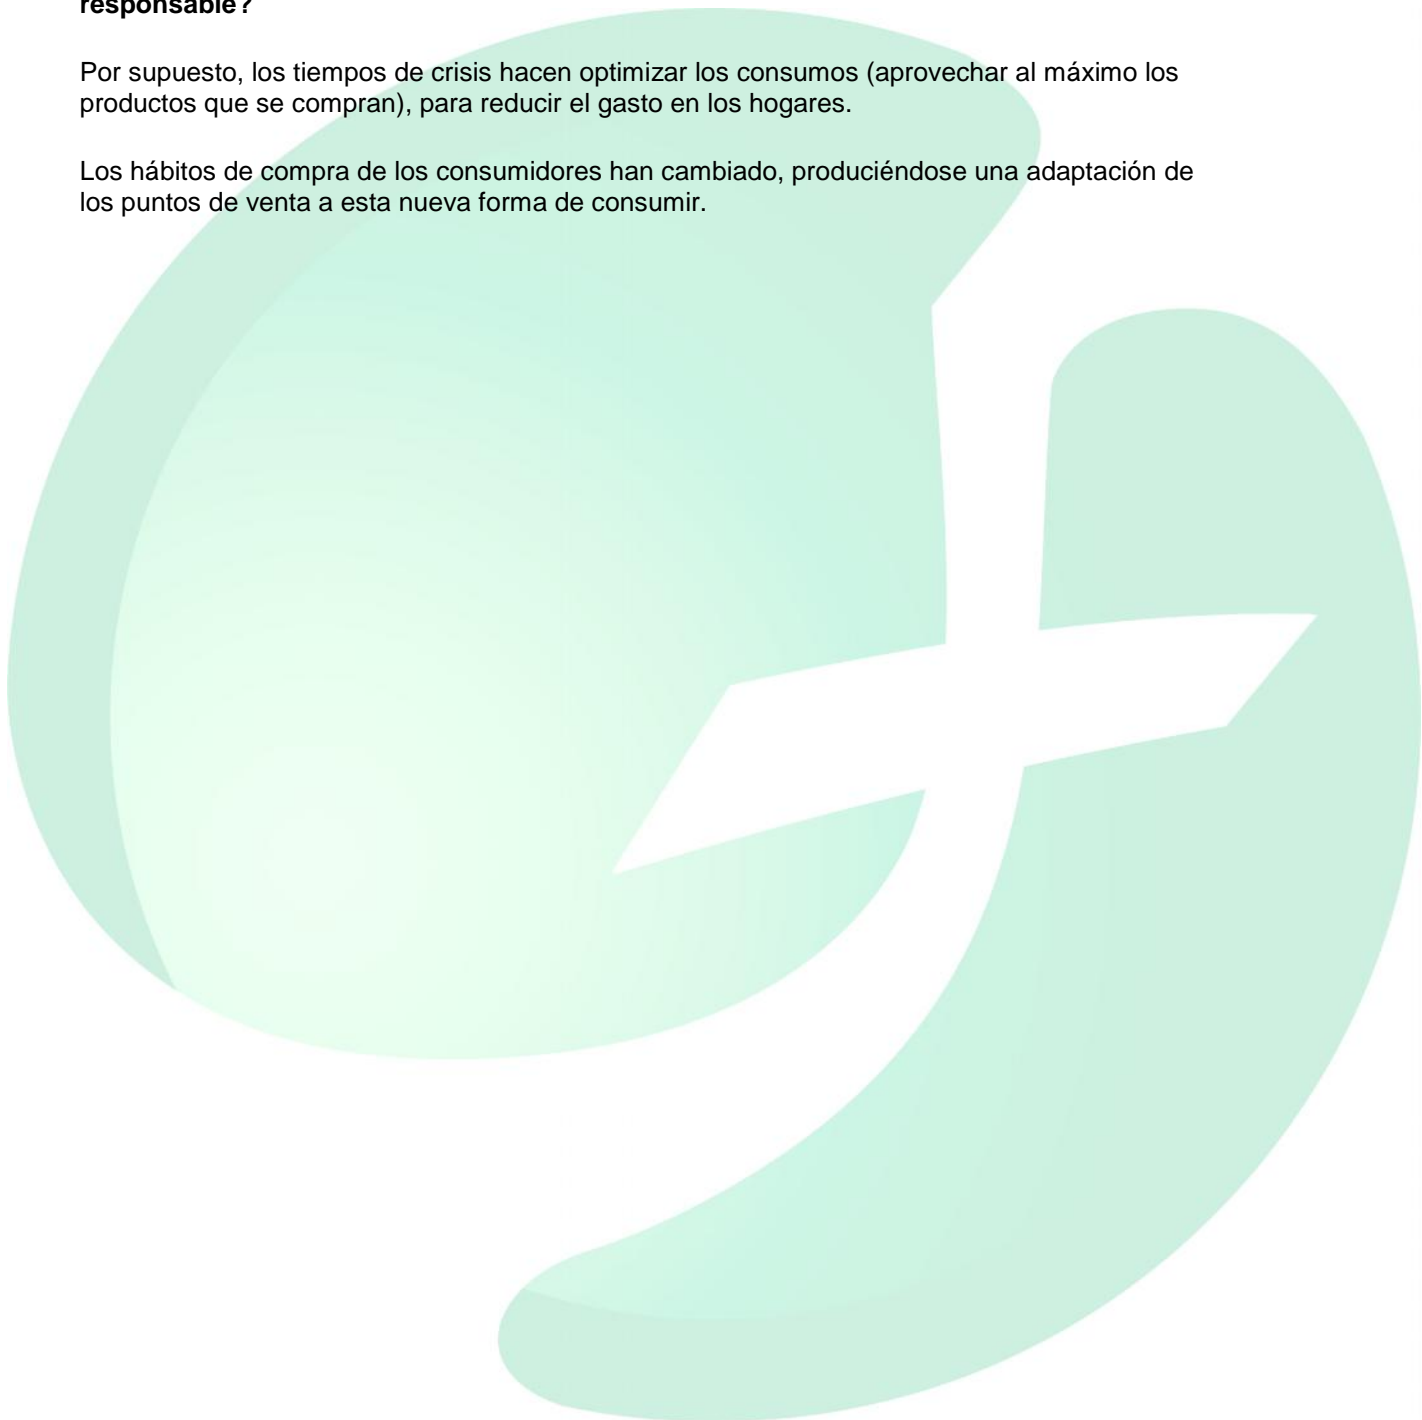 responsable?
Por supuesto, los tiempos de crisis hacen optimizar los consumos (aprovechar al máximo los
productos que se compran), para reducir el gasto en los hogares.
Los hábitos de compra de los consumidores han cambiado, produciéndose una adaptación de
los puntos de venta a esta nueva forma de consumir.